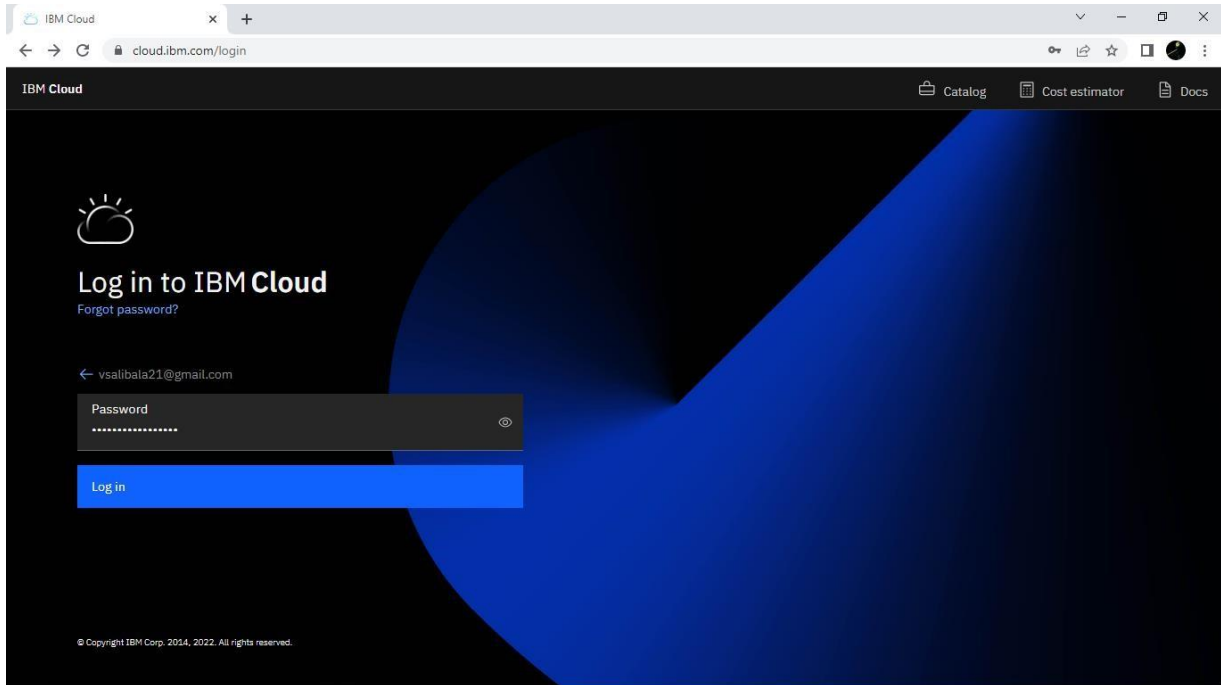 IBM Cloud
cloud.ibm.com/login
IBM Cloud
Catalog
Cost estimator
Docs
Log in to IBM Cloud
Forgot password?
vsalibala21@gmail.com
Password
•••••••••••••••••
Log in
© Copyright IBM Corp. 2014, 2022. All rights reserved.